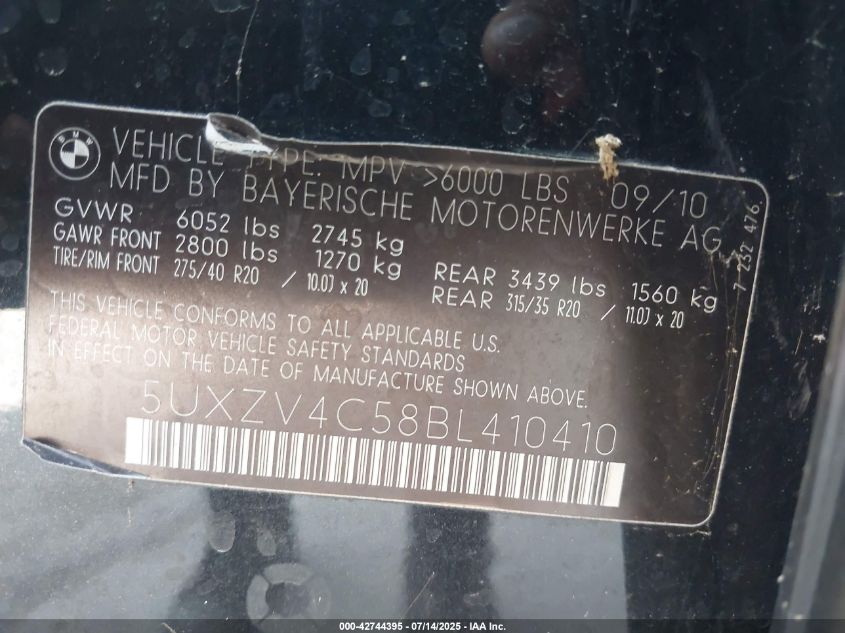 BMW
VEHICLE TYPE: MPV >6000 LBS 09/10
MFD BY BAYERISCHE MOTORENWERKE AG
GVWR 6052 lbs 2745 kg
GAWR FRONT 2800 lbs 1270 kg REAR 3439 lbs 1560 kg
TIRE/RIM FRONT 275/40 R20 / 10.0J x 20 REAR 315/35 R20 / 11.0J x 20
THIS VEHICLE CONFORMS TO ALL APPLICABLE U.S.
FEDERAL MOTOR VEHICLE SAFETY STANDARDS
IN EFFECT ON THE DATE OF MANUFACTURE SHOWN ABOVE.
5UXZV4C58BL410410
7 232 476
000-42744395 - 07/14/2025 - IAA Inc.